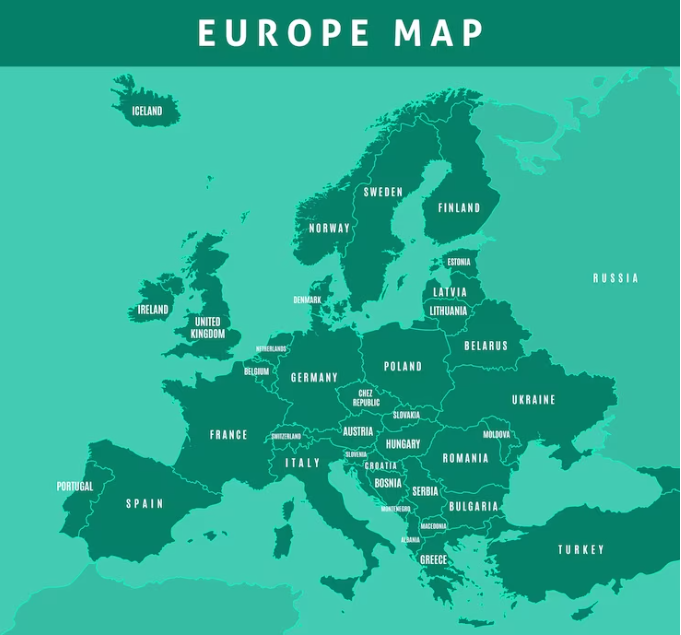 EUROPE MAP
ICELAND
SWEDEN
FINLAND
NORWAY
ESTONIA
RUSSIA
LATVIA
DENMARK
IRELAND
LITHUANIA
UNITED
KINGDOM
BELARUS
NETHERLANDS
BELGIUM
GERMANY
POLAND
CHEZ
REPUBLIC
UKRAINE
SLOVAKIA
FRANCE
SWITZERLAND
AUSTRIA
HUNGARY
MOLDOVA
ITALY
SLOVENIA
CROATIA
ROMANIA
PORTUGAL
SPAIN
BOSNIA
SERBIA
MONTENEGRO
BULGARIA
MACEDONIA
ALBANIA
GREECE
TURKEY